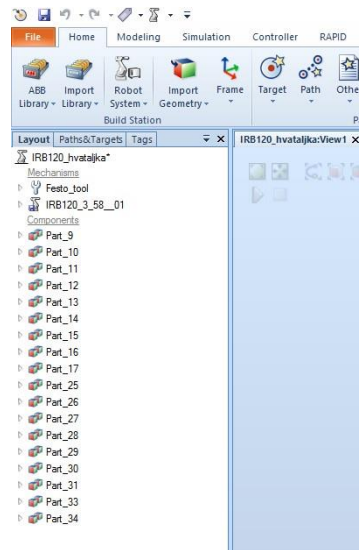 File Home Modeling Simulation Controller RAPID
ABB Library Import Library Robot System Import Geometry Frame Target Path
Build Station
Layout Paths&Targets Tags IRB120_hvataljka:View1
IRB120_hvataljka*
Mechanisms
Festo_tool
IRB120_3_58__01
Components
Part_9
Part_10
Part_11
Part_12
Part_13
Part_14
Part_15
Part_16
Part_17
Part_25
Part_26
Part_27
Part_28
Part_29
Part_30
Part_31
Part_33
Part_34